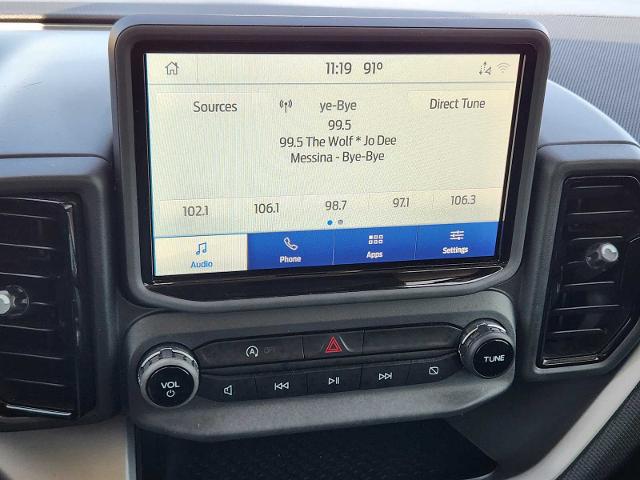 11:19 91°
Sources
ye-Bye
Direct Tune
99.5
99.5 The Wolf * Jo Dee
Messina - Bye-Bye
102.1 106.1 98.7 97.1 106.3
Audio Phone Apps Settings
OFF
VOL
TUNE